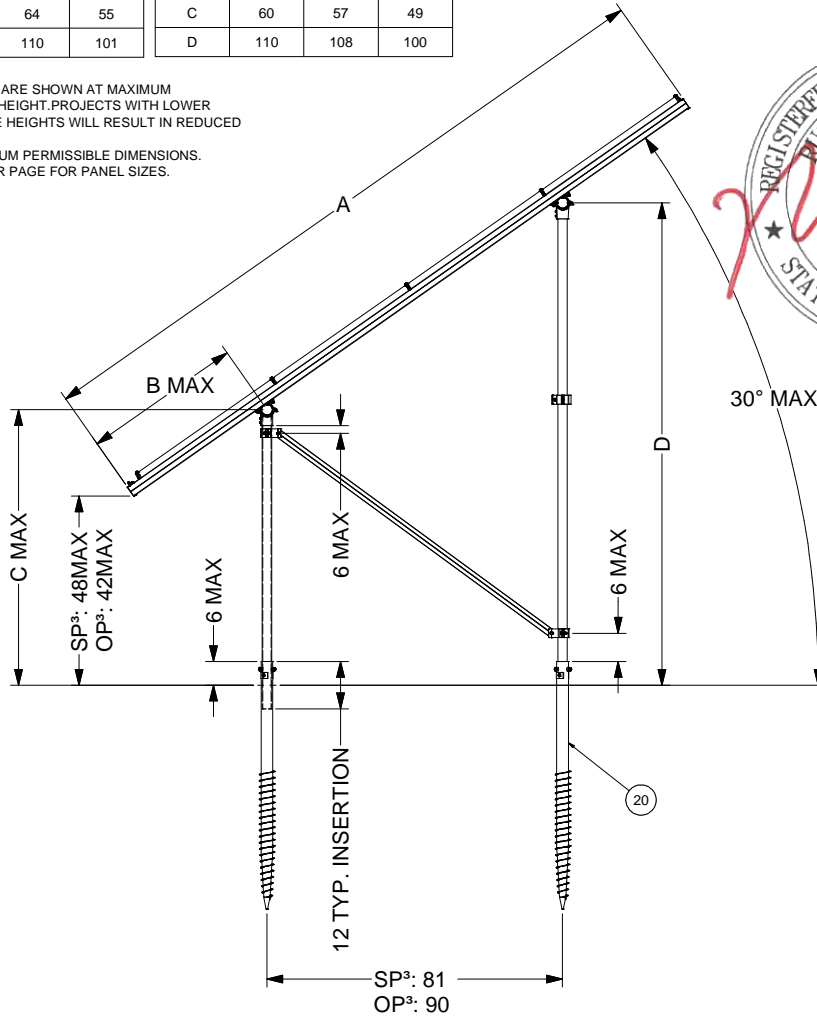 64 55
110 101
C 60 57 49
D 110 108 100
ARE SHOWN AT MAXIMUM
HEIGHT.PROJECTS WITH LOWER
HEIGHTS WILL RESULT IN REDUCED
UM PERMISSIBLE DIMENSIONS.
R PAGE FOR PANEL SIZES.
REGISTERE
STAT
A
B MAX
30° MAX
D
C MAX
SP³: 48MAX
OP³: 42MAX
6 MAX
6 MAX
6 MAX
12 TYP. INSERTION
20
SP³: 81
OP³: 90